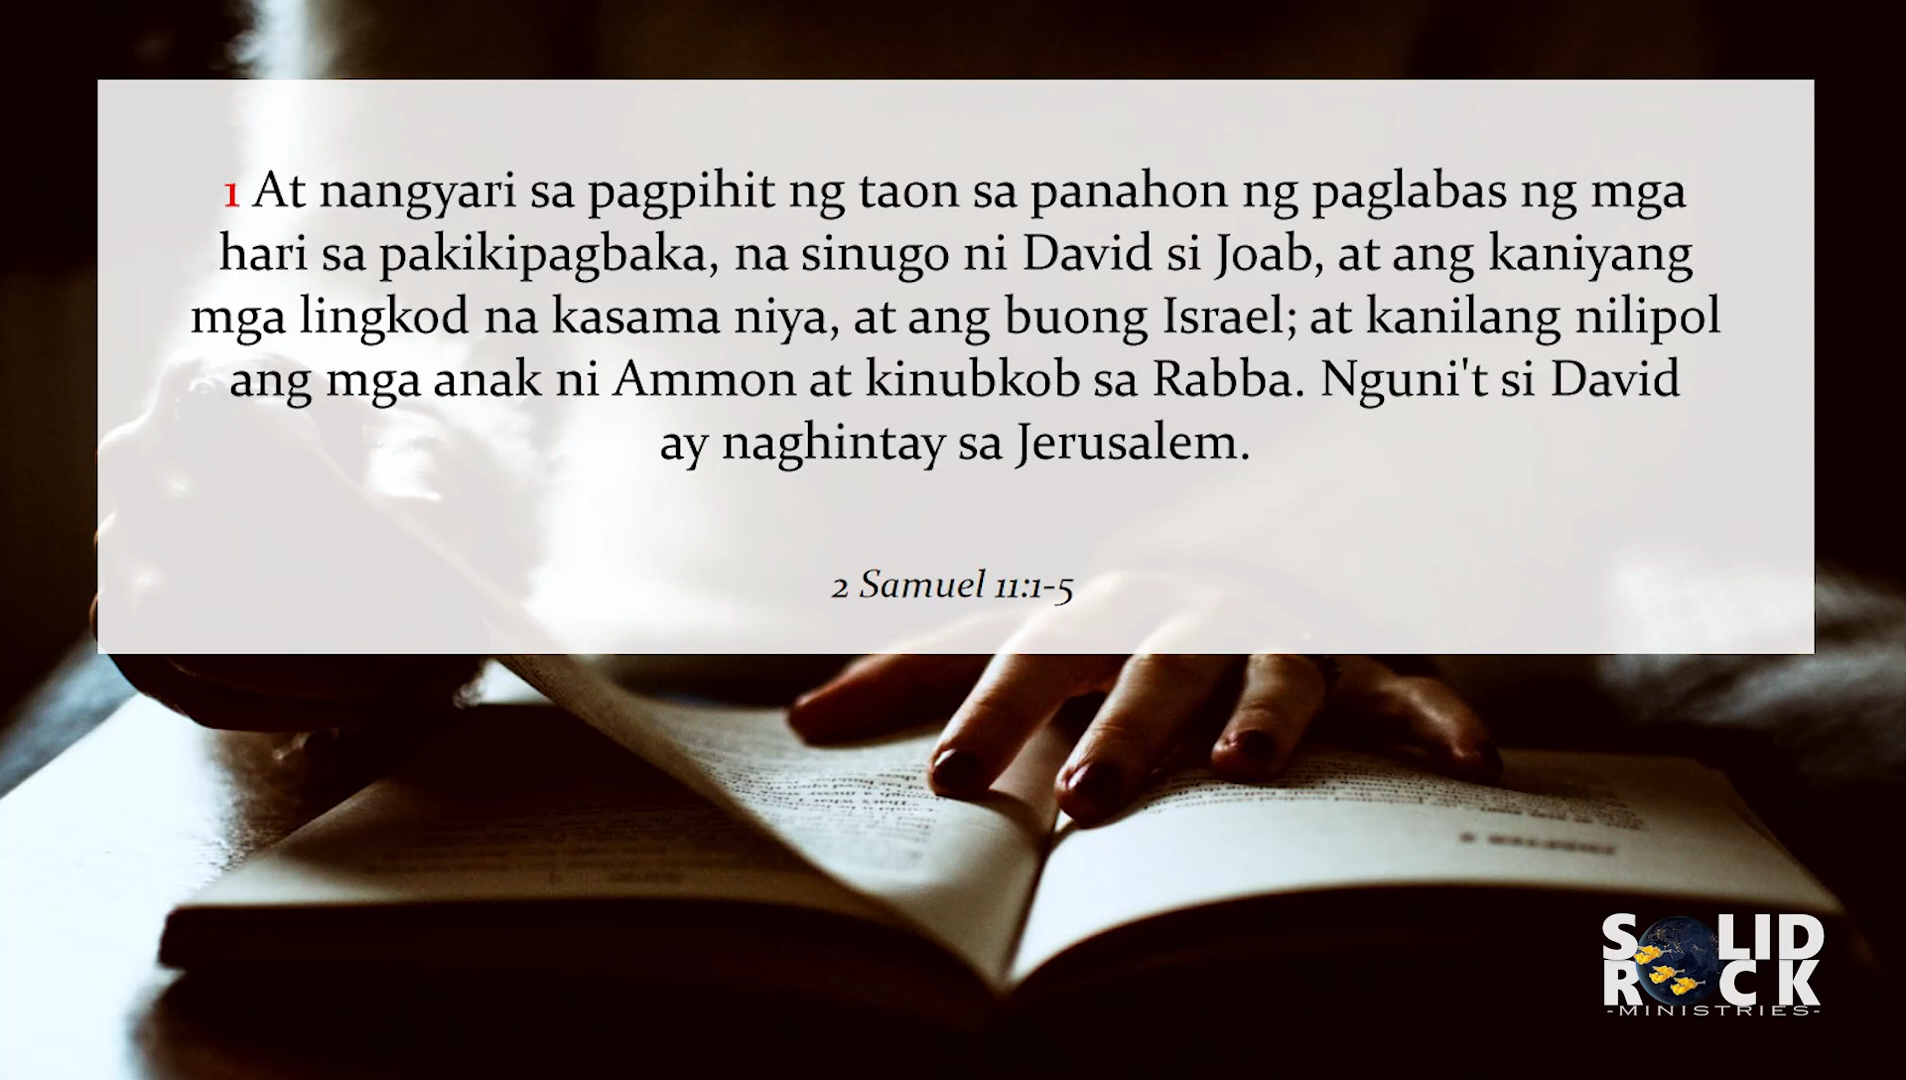 1 At nangyari sa pagpihit ng taon sa panahon ng paglabas ng mga
hari sa pakikipagbaka, na sinugo ni David si Joab, at ang kaniyang
mga lingkod na kasama niya, at ang buong Israel; at kanilang nilipol
ang mga anak ni Ammon at kinubkob sa Rabba. Nguni't si David
ay naghintay sa Jerusalem.
2 Samuel 11:1-5
SOLID
ROCK
-MINISTRIES-